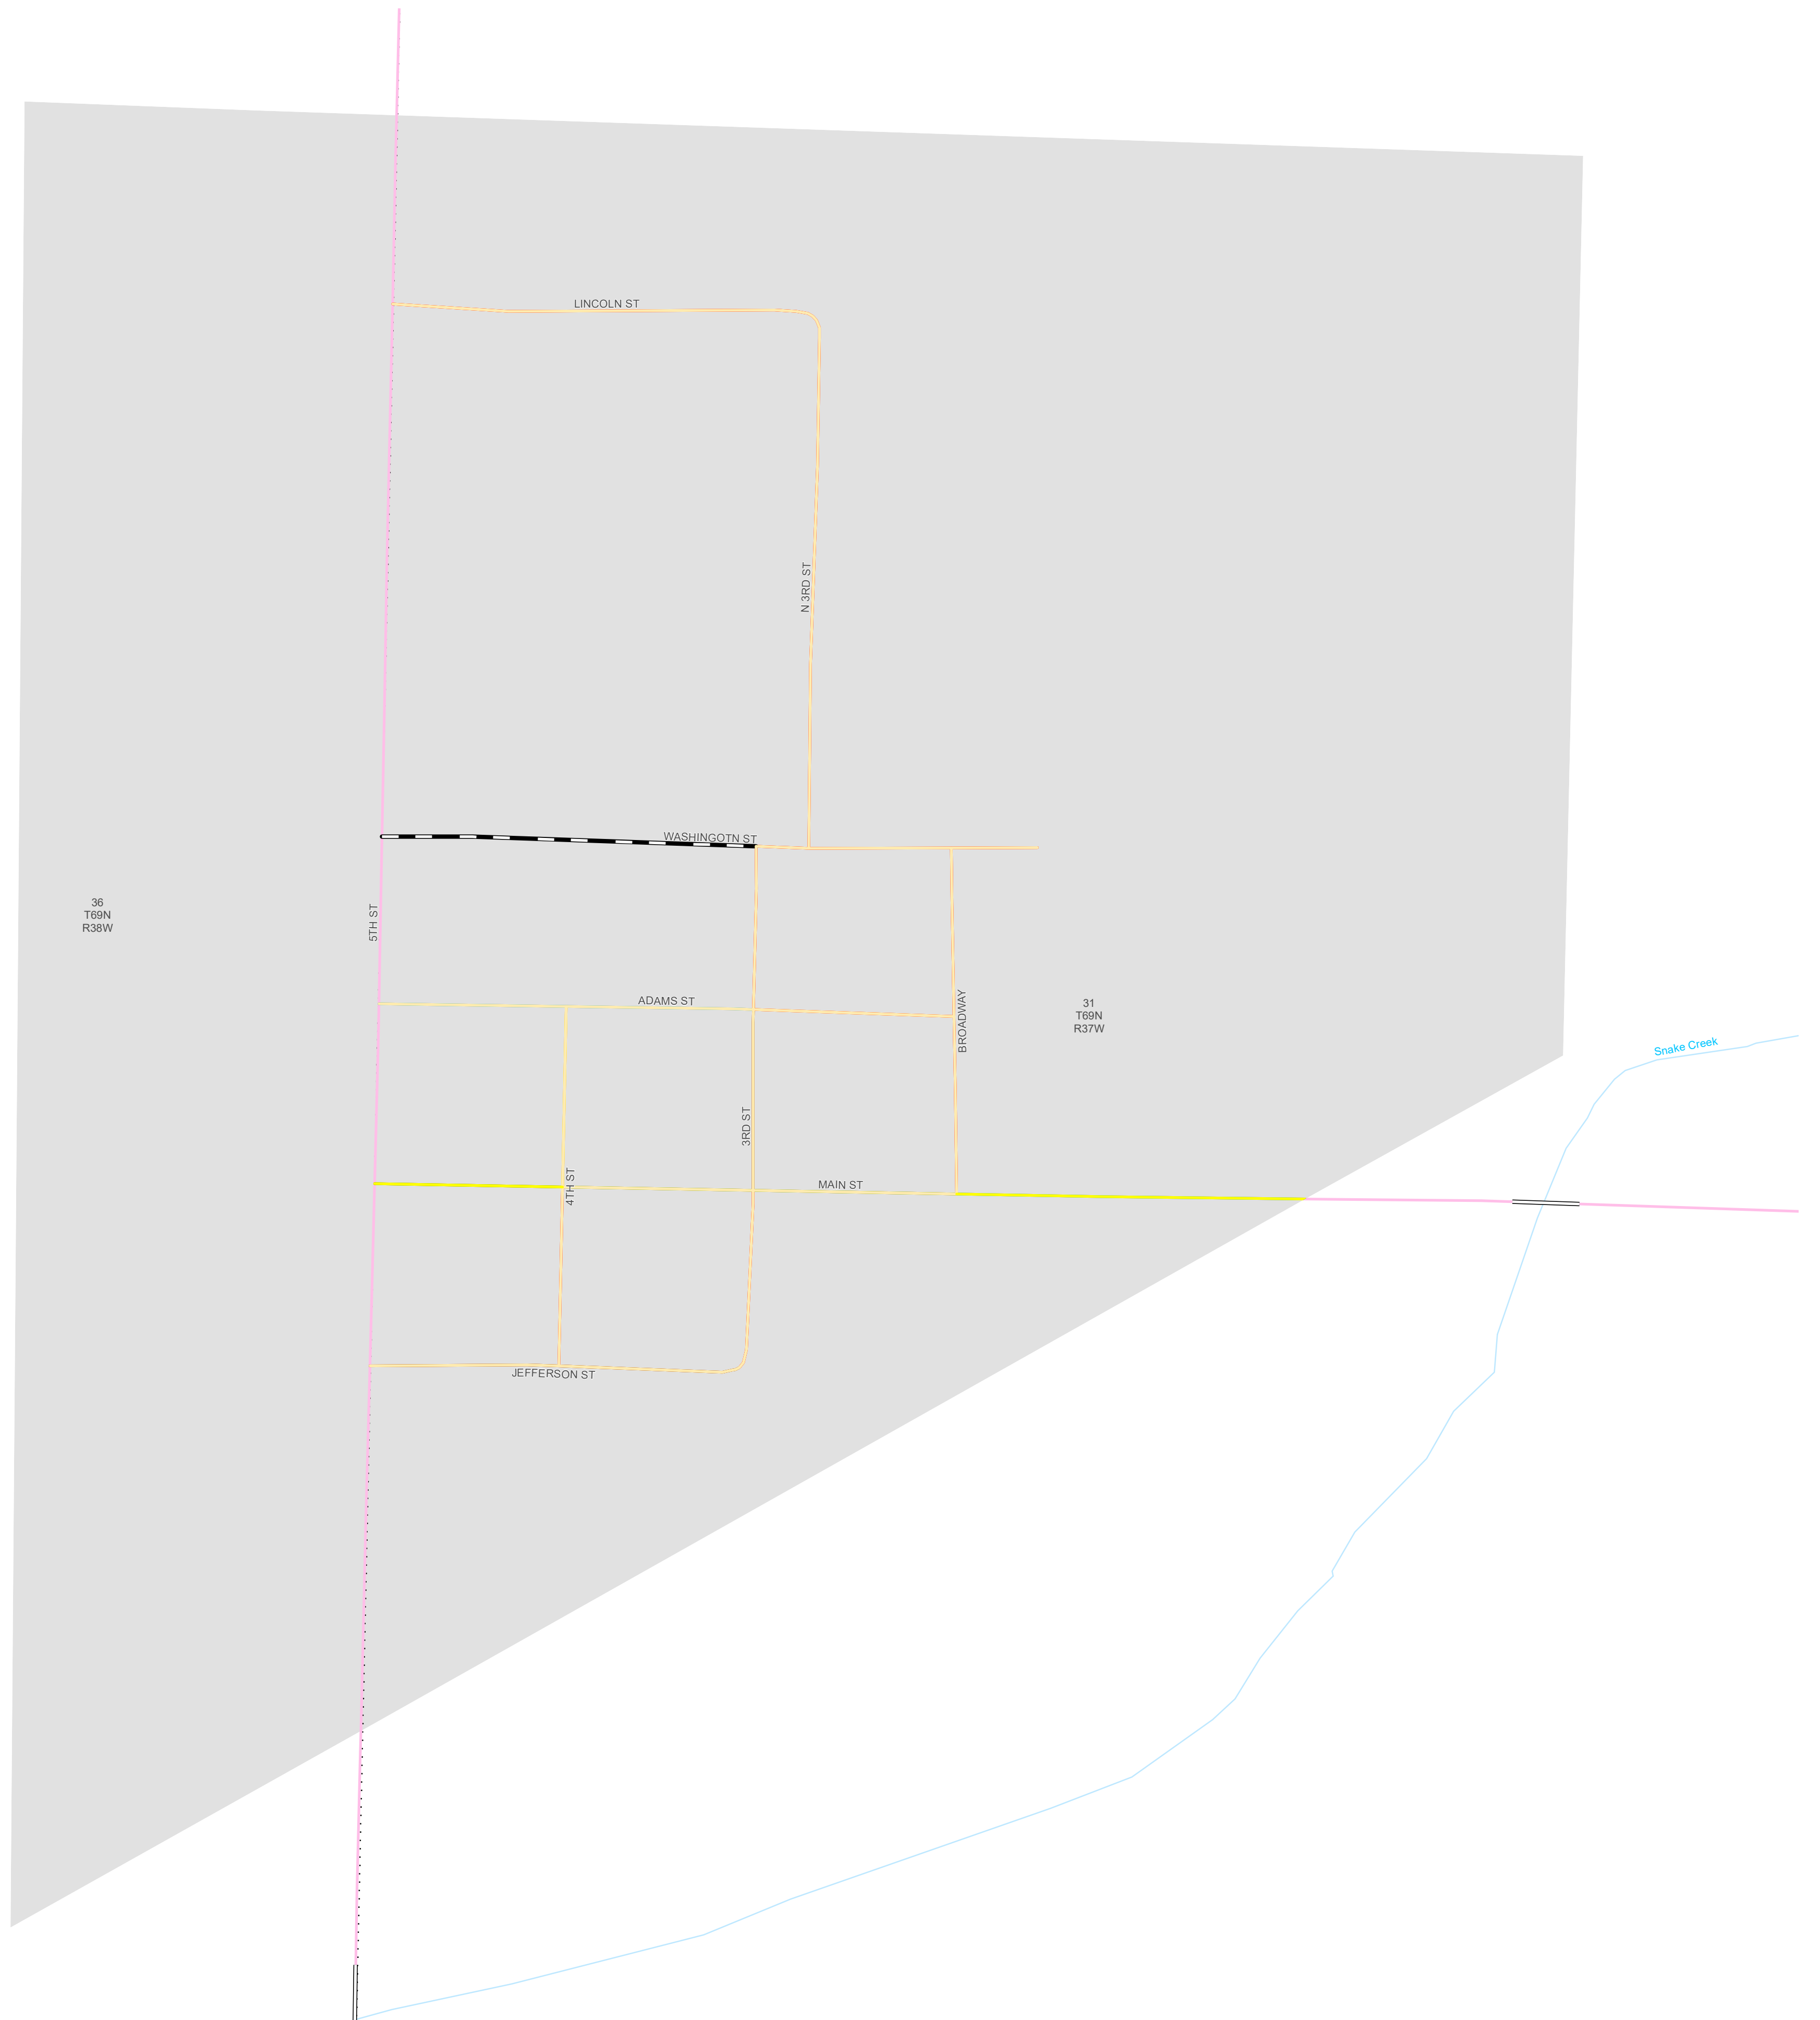 LINCOLN ST
N 3RD ST
WASHINGOTN ST
36
T69N
R38W
5TH ST
ADAMS ST
BROADWAY
31
T69N
R37W
Snake Creek
3RD ST
4TH ST
MAIN ST
JEFFERSON ST